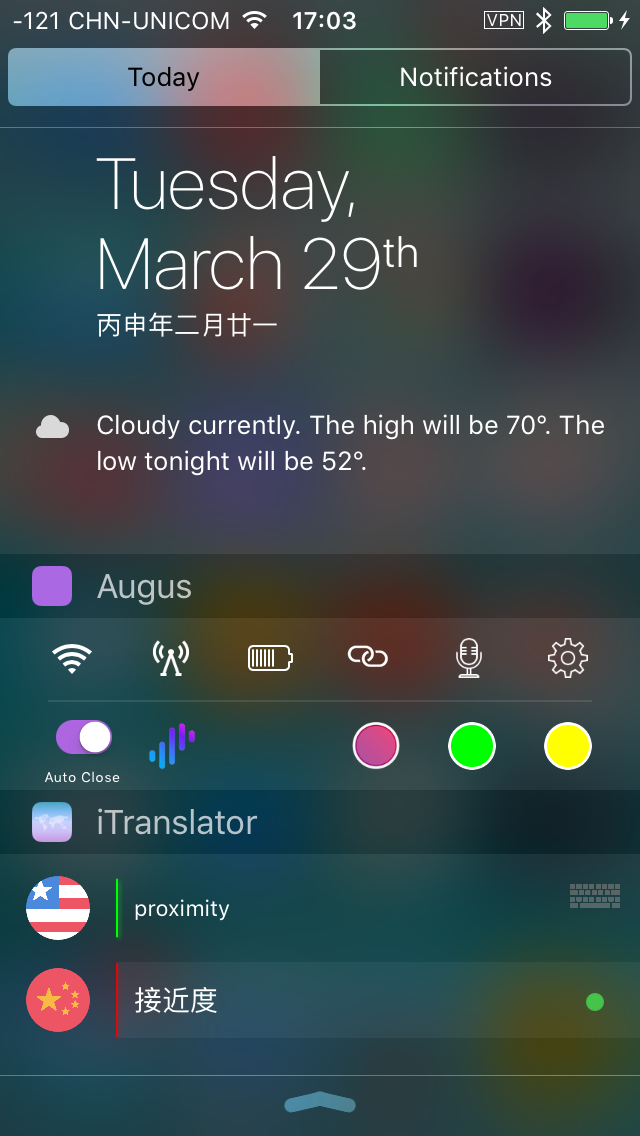 -121 CHN-UNICOM 17:03 VPN
Today
Notifications
Tuesday,
March 29th
丙申年二月廿一
Cloudy currently. The high will be 70°. The
low tonight will be 52°.
Augus
Auto Close
iTranslator
proximity
接近度